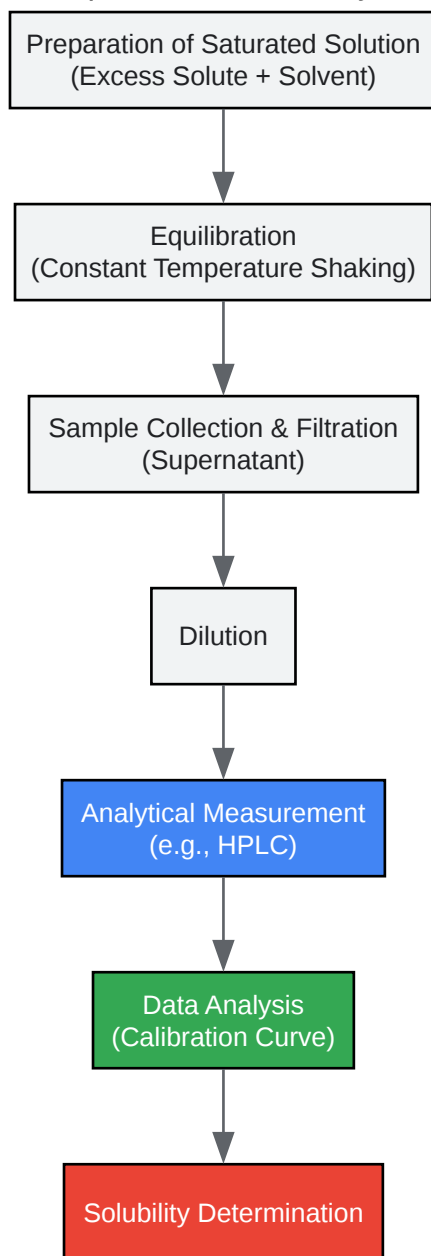 Preparation of Saturated Solution
(Excess Solute + Solvent)
Equilibration
(Constant Temperature Shaking)
Sample Collection & Filtration
(Supernatant)
Dilution
Analytical Measurement
(e.g., HPLC)
Data Analysis
(Calibration Curve)
Solubility Determination